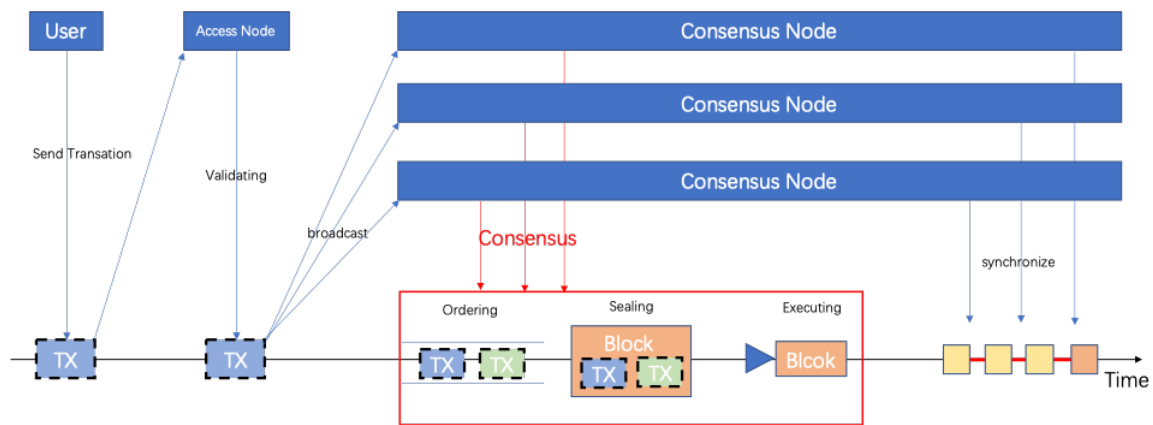 User
Access Node
Consensus Node
Consensus Node
Consensus Node
Send Transation
Validating
broadcast
Consensus
synchronize
Ordering
Sealing
Executing
TX
TX
TX
TX
Block
TX
TX
Blcok
Time